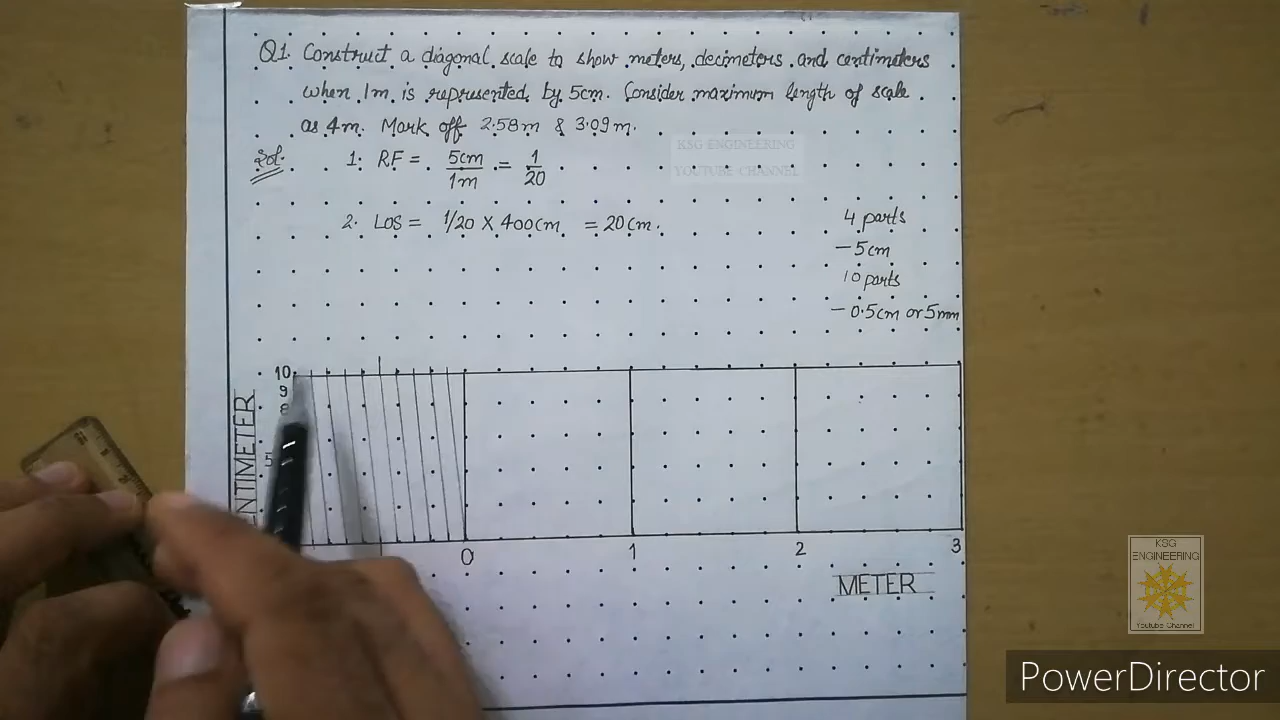 Q1. Construct a diagonal scale to show meters, decimeters and centimeters
when 1m is represented by 5cm. Consider maximum length of scale
as 4m. Mark off 2.58m & 3.09m.
KSG ENGINEERING
YOUTUBE CHANNEL
Sol. 1. RF = 5cm/1m = 1/20
2. LOS = 1/20 X 400cm = 20cm.
4 parts
- 5cm
10 parts
- 0.5cm or 5mm
10
9
8
5
ENTIMETER
0 1 2 3
METER
KSG
ENGINEERING
Youtube Channel
PowerDirector